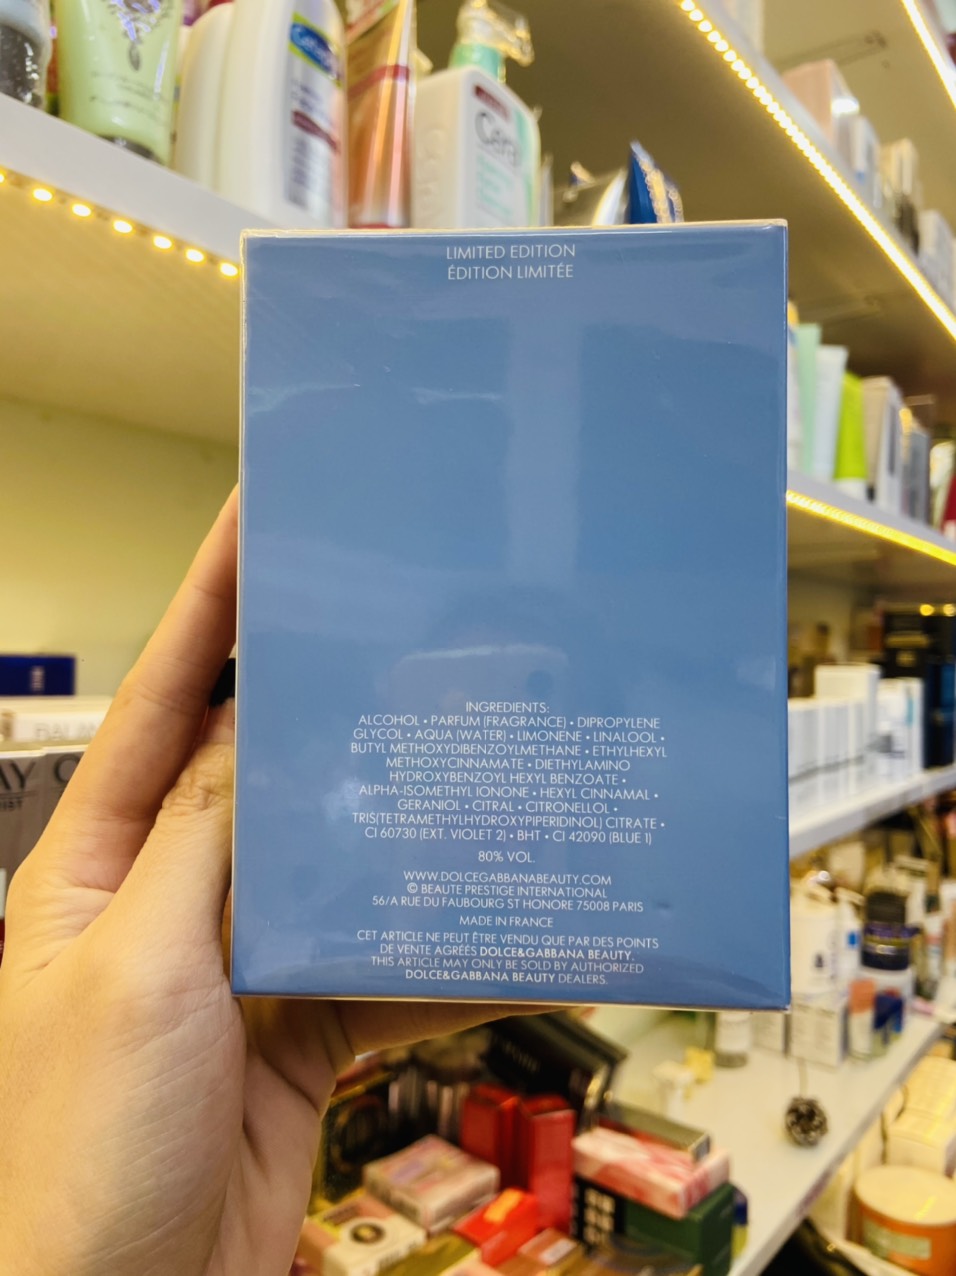 LIMITED EDITION
ÉDITION LIMITÉE
INGREDIENTS:
ALCOHOL • PARFUM (FRAGRANCE) • DIPROPYLENE
GLYCOL • AQUA (WATER) • LIMONENE • LINALOOL •
BUTYL METHOXYDIBENZOYLMETHANE • ETHYLHEXYL
METHOXYCINNAMATE • DIETHYLAMINO
HYDROXYBENZOYL HEXYL BENZOATE •
ALPHA-ISOMETHYL IONONE • HEXYL CINNAMAL •
GERANIOL • CITRAL • CITRONELLOL •
TRIS(TETRAMETHYLHYDROXYPIPERIDINOL) CITRATE •
CI 60730 (EXT. VIOLET 2) • BHT • CI 42090 (BLUE 1)
80% VOL.
WWW.DOLCEGABBANABEAUTY.COM
© BEAUTE PRESTIGE INTERNATIONAL
56/A RUE DU FAUBOURG ST HONORE 75008 PARIS
MADE IN FRANCE
CET ARTICLE NE PEUT ÊTRE VENDU QUE PAR DES POINTS
DE VENTE AGRÉÉS DOLCE&GABBANA BEAUTY.
THIS ARTICLE MAY ONLY BE SOLD BY AUTHORIZED
DOLCE&GABBANA BEAUTY DEALERS.